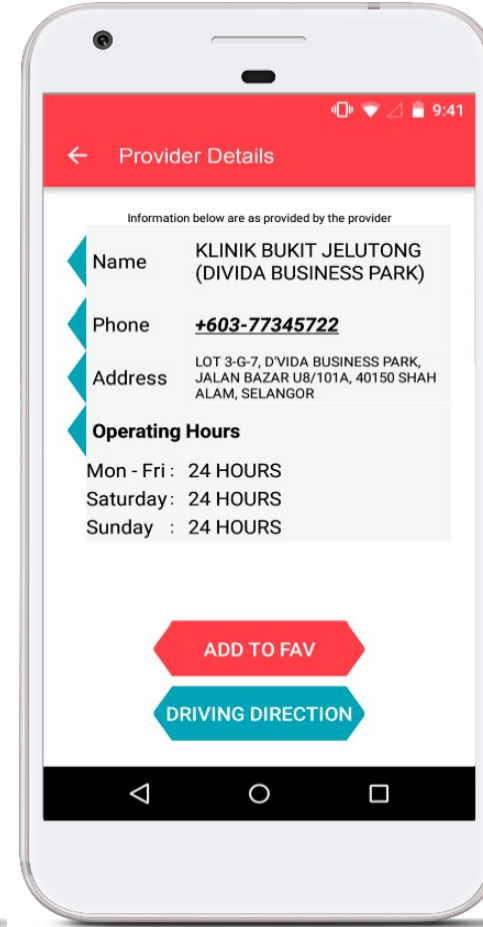 9:41
Provider Details
Information below are as provided by the provider
Name
KLINIK BUKIT JELUTONG
(DIVIDA BUSINESS PARK)
Phone
+603-77345722
Address
LOT 3-G-7, D'VIDA BUSINESS PARK,
JALAN BAZAR U8/101A, 40150 SHAH
ALAM, SELANGOR
Operating Hours
Mon - Fri : 24 HOURS
Saturday : 24 HOURS
Sunday : 24 HOURS
ADD TO FAV
DRIVING DIRECTION